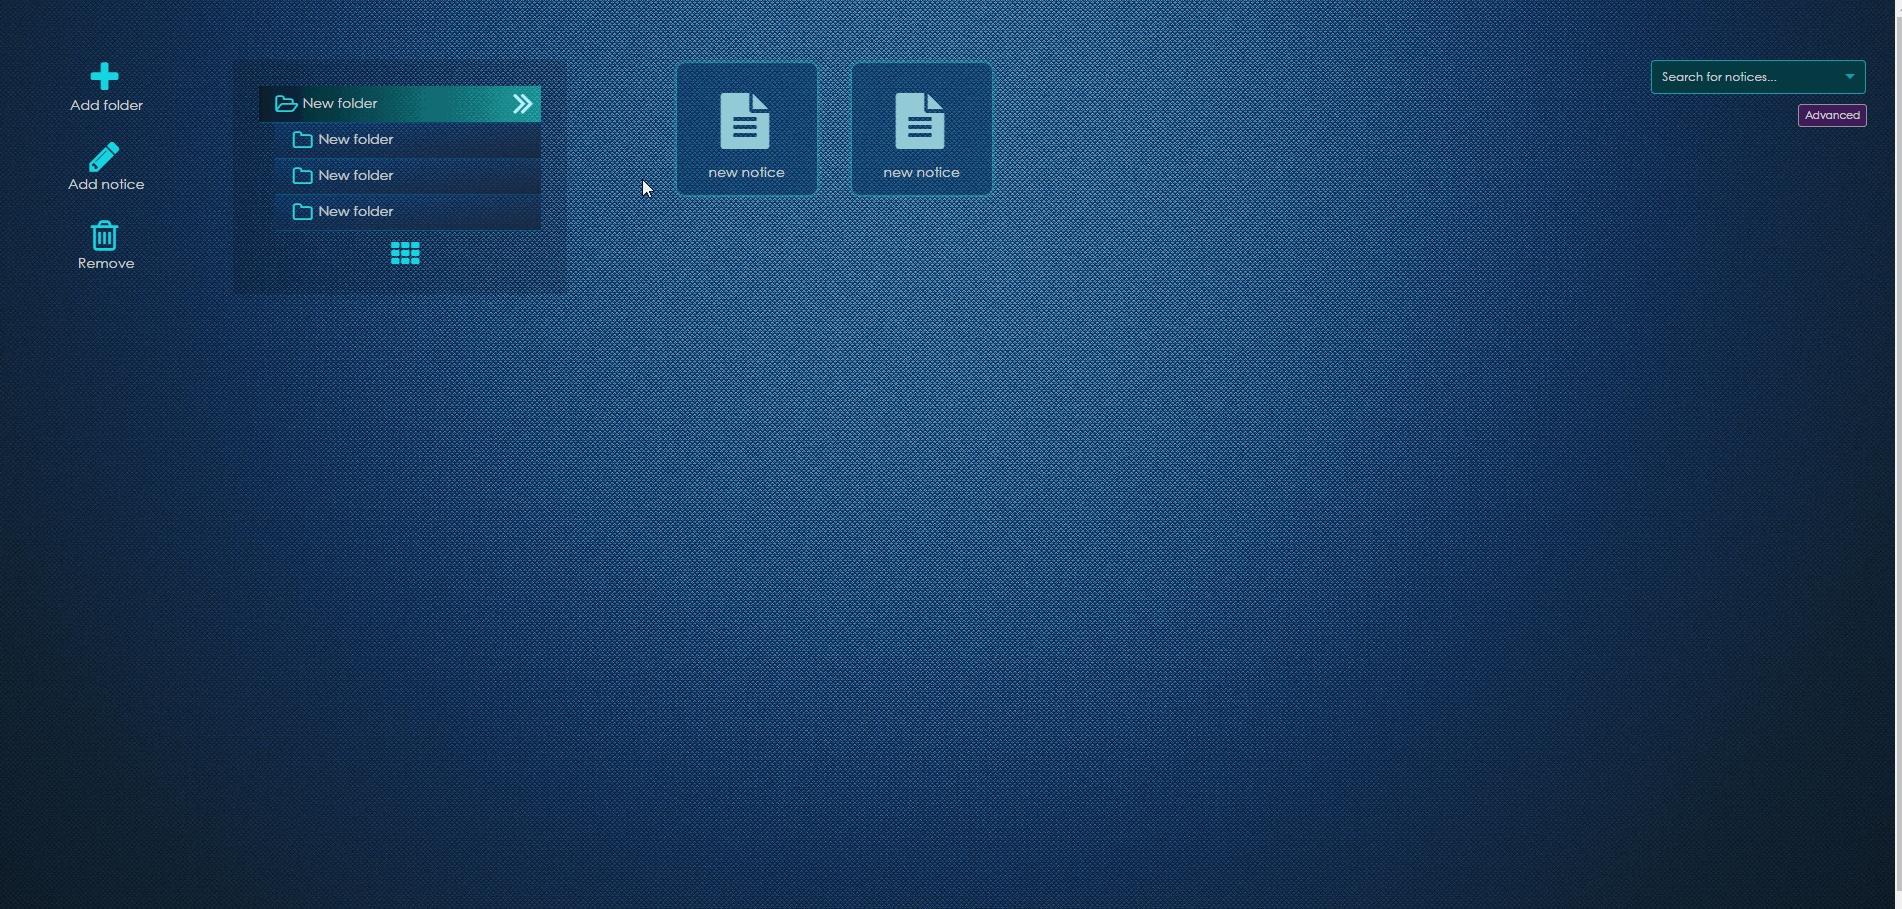 Add folder
Add notice
Remove
New folder
New folder
New folder
New folder
new notice
new notice
Search for notices...
Advanced